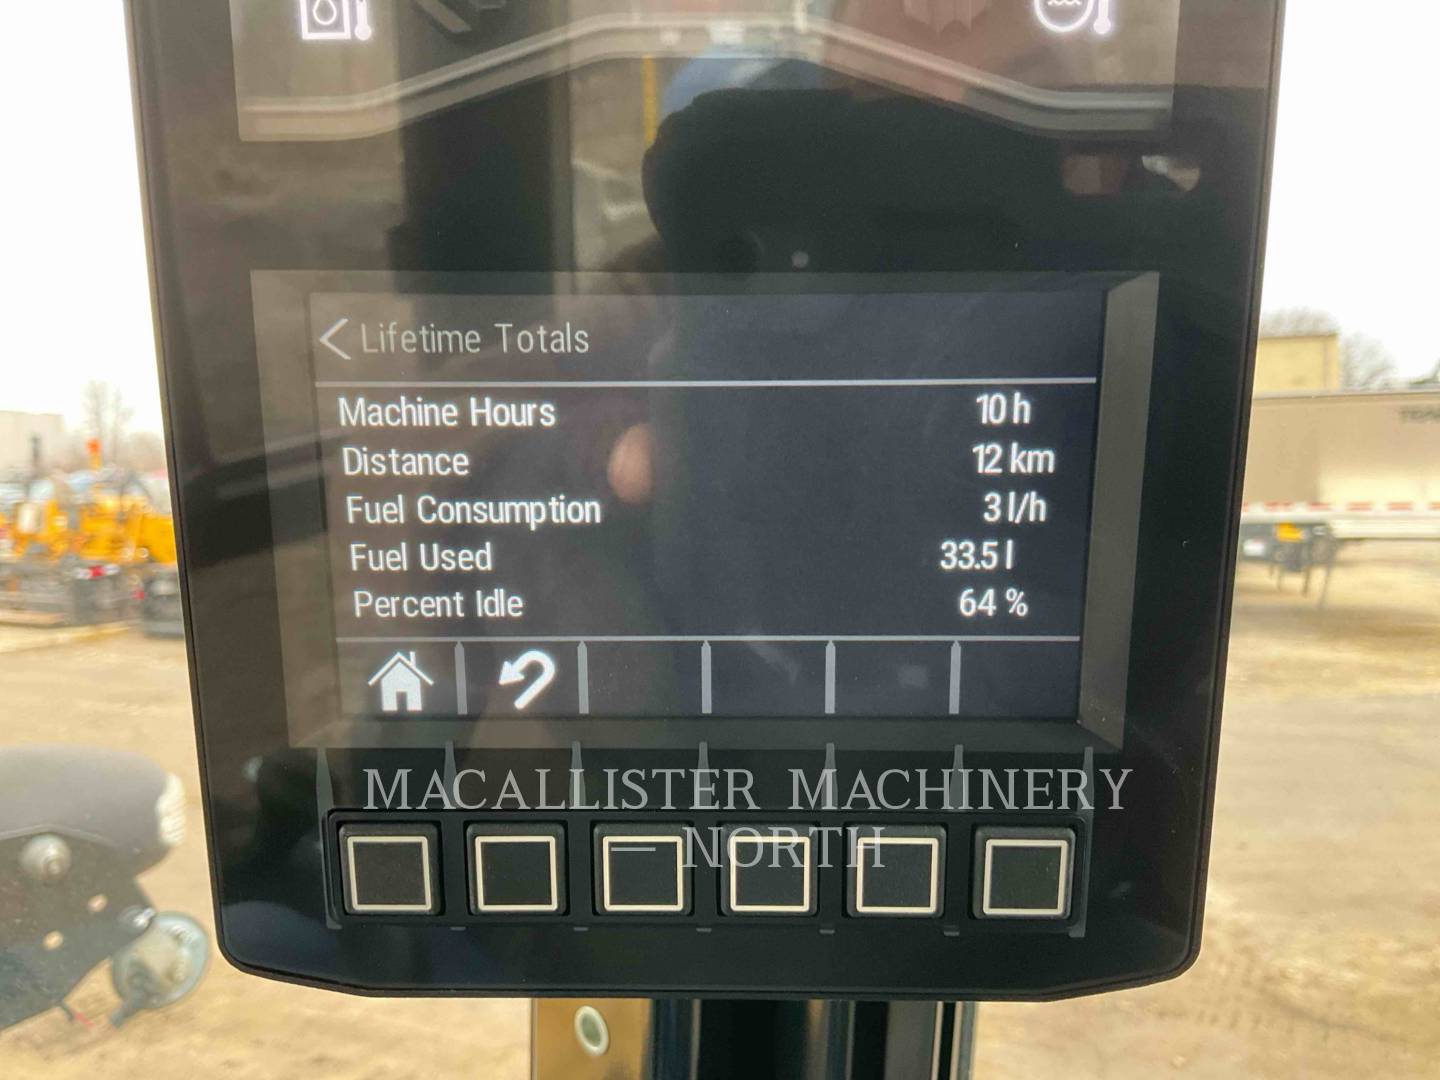 Lifetime Totals
Machine Hours 10 h
Distance 12 km
Fuel Consumption 3 l/h
Fuel Used 33.5 l
Percent Idle 64 %
MACALLISTER MACHINERY
— NORTH